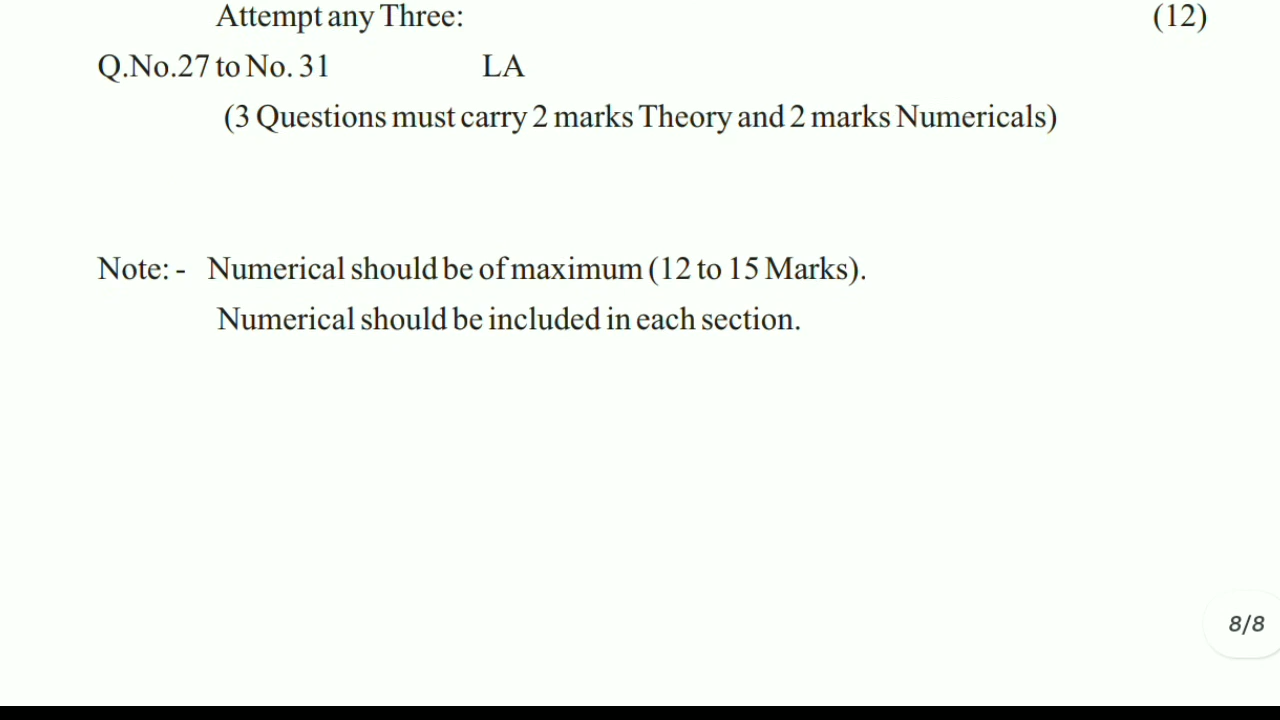 Attempt any Three: (12)
Q.No.27 to No. 31 LA
(3 Questions must carry 2 marks Theory and 2 marks Numericals)
Note: - Numerical should be of maximum (12 to 15 Marks).
Numerical should be included in each section.
8/8